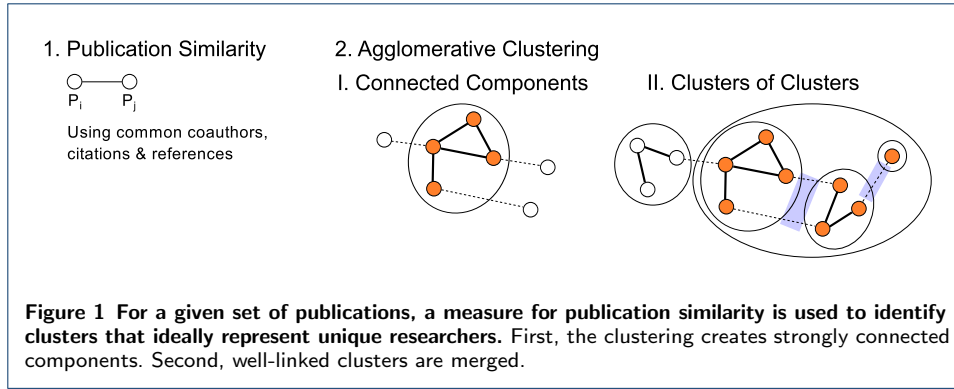 1. Publication Similarity
P_i P_j
Using common coauthors,
citations & references
2. Agglomerative Clustering
I. Connected Components
II. Clusters of Clusters
Figure 1 For a given set of publications, a measure for publication similarity is used to identify
clusters that ideally represent unique researchers. First, the clustering creates strongly connected
components. Second, well-linked clusters are merged.